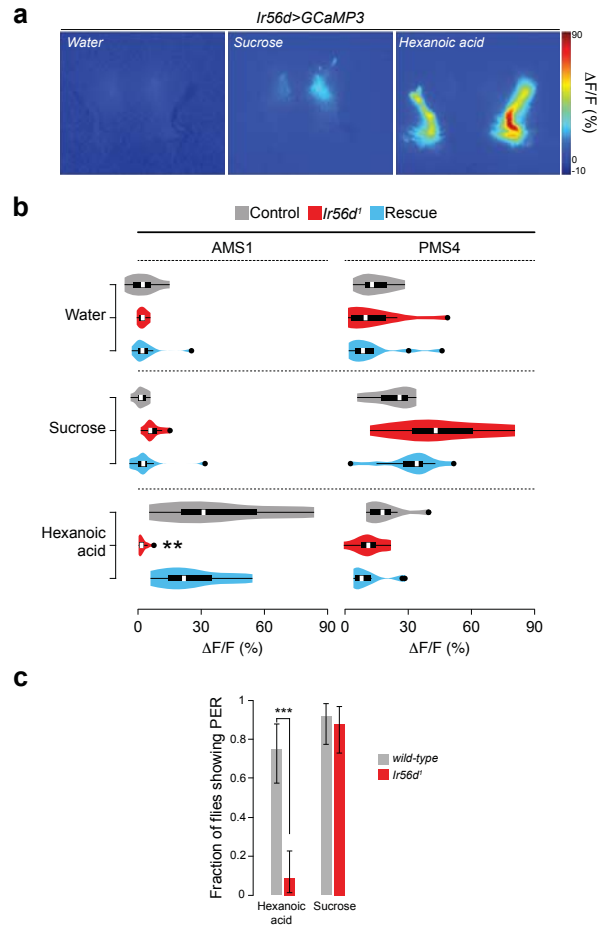 a
Ir56d>GCaMP3
Water
Sucrose
Hexanoic acid
90
0
-10
ΔF/F (%)
b
Control Ir56d¹ Rescue
AMS1 PMS4
Water
Sucrose
Hexanoic
acid
**
0 30 60 90 0 30 60 90
ΔF/F (%) ΔF/F (%)
c
Fraction of flies showing PER
1
0.8
0.6
0.4
0.2
0
***
wild-type
Ir56d¹
Hexanoic
acid
Sucrose